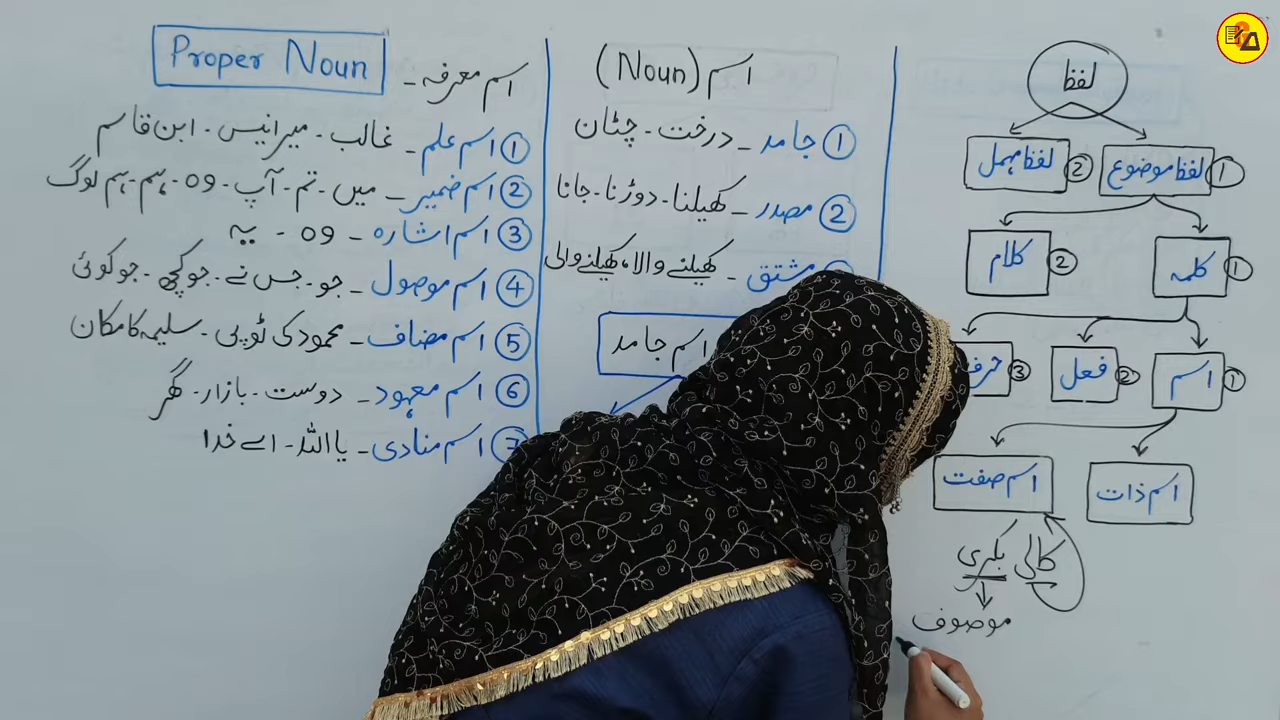 لفظ
① لفظ موضوع ② لفظ مہمل
① کلمہ ② کلام
① اسم ② فعل ③ حرف
اسم ذات اسم صفت
کالی بکری
موصوف
اسم (Noun)
① جامد - درخت - چٹان
② مصدر - کھیلنا - دوڑنا - جانا
مشتق - کھیلنے والا، کھیلنے والی
اسم جامد
اسم معرفہ - Proper Noun
① اسم علم - غالب - میر انیس - ابن قاسم
② اسم ضمیر - میں - تم - آپ - وہ - ہم - ہم لوگ
③ اسم اشارہ - وہ - یہ
④ اسم موصول - جو - جس نے - جو کچھ - جو کوئی
⑤ اسم مضاف - محمود کی ٹوپی - سلیمہ کا مکان
⑥ اسم معہود - دوست - بازار - گھر
⑦ اسم منادی - یا اللہ - اے خدا